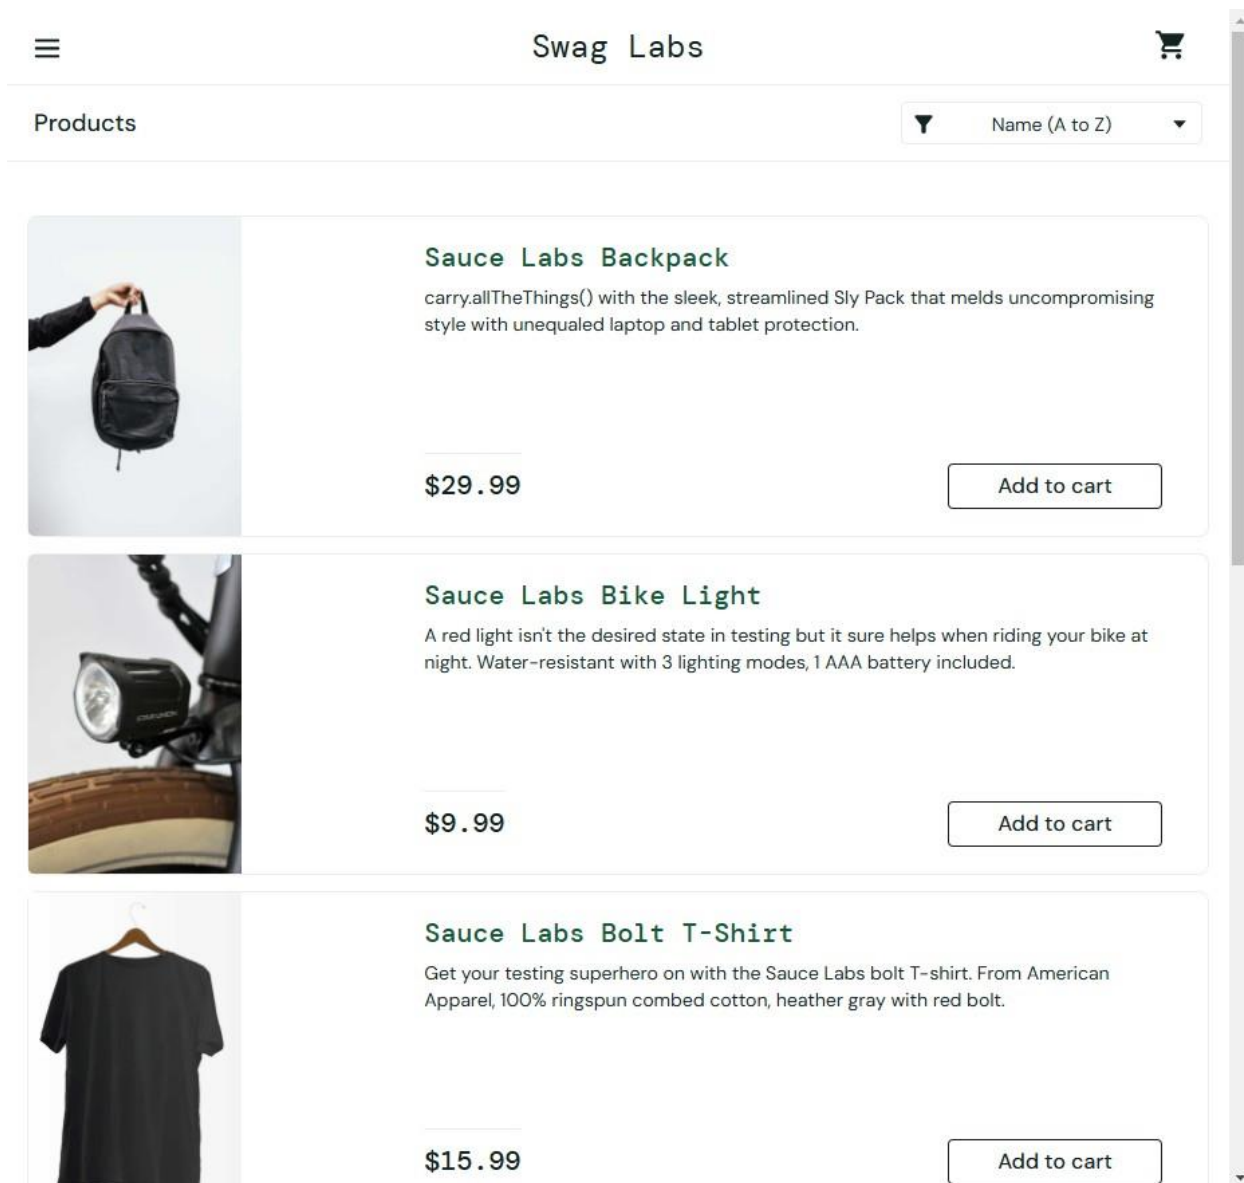 Swag Labs
Products
Name (A to Z)
Sauce Labs Backpack
carry.allTheThings() with the sleek, streamlined Sly Pack that melds uncompromising
style with unequaled laptop and tablet protection.
$29.99
Add to cart
Sauce Labs Bike Light
A red light isn't the desired state in testing but it sure helps when riding your bike at
night. Water-resistant with 3 lighting modes, 1 AAA battery included.
$9.99
Add to cart
Sauce Labs Bolt T-Shirt
Get your testing superhero on with the Sauce Labs bolt T-shirt. From American
Apparel, 100% ringspun combed cotton, heather gray with red bolt.
$15.99
Add to cart